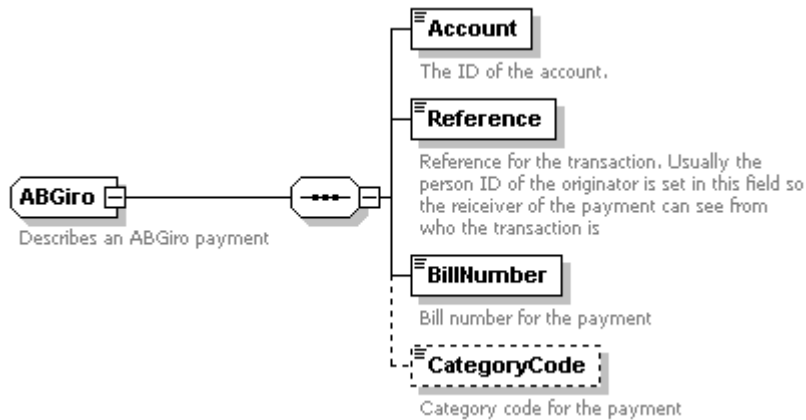 Account
The ID of the account.
Reference
Reference for the transaction. Usually the
person ID of the originator is set in this field so
the reiceiver of the payment can see from
who the transaction is
ABGiro
Describes an ABGiro payment
BillNumber
Bill number for the payment
CategoryCode
Category code for the payment